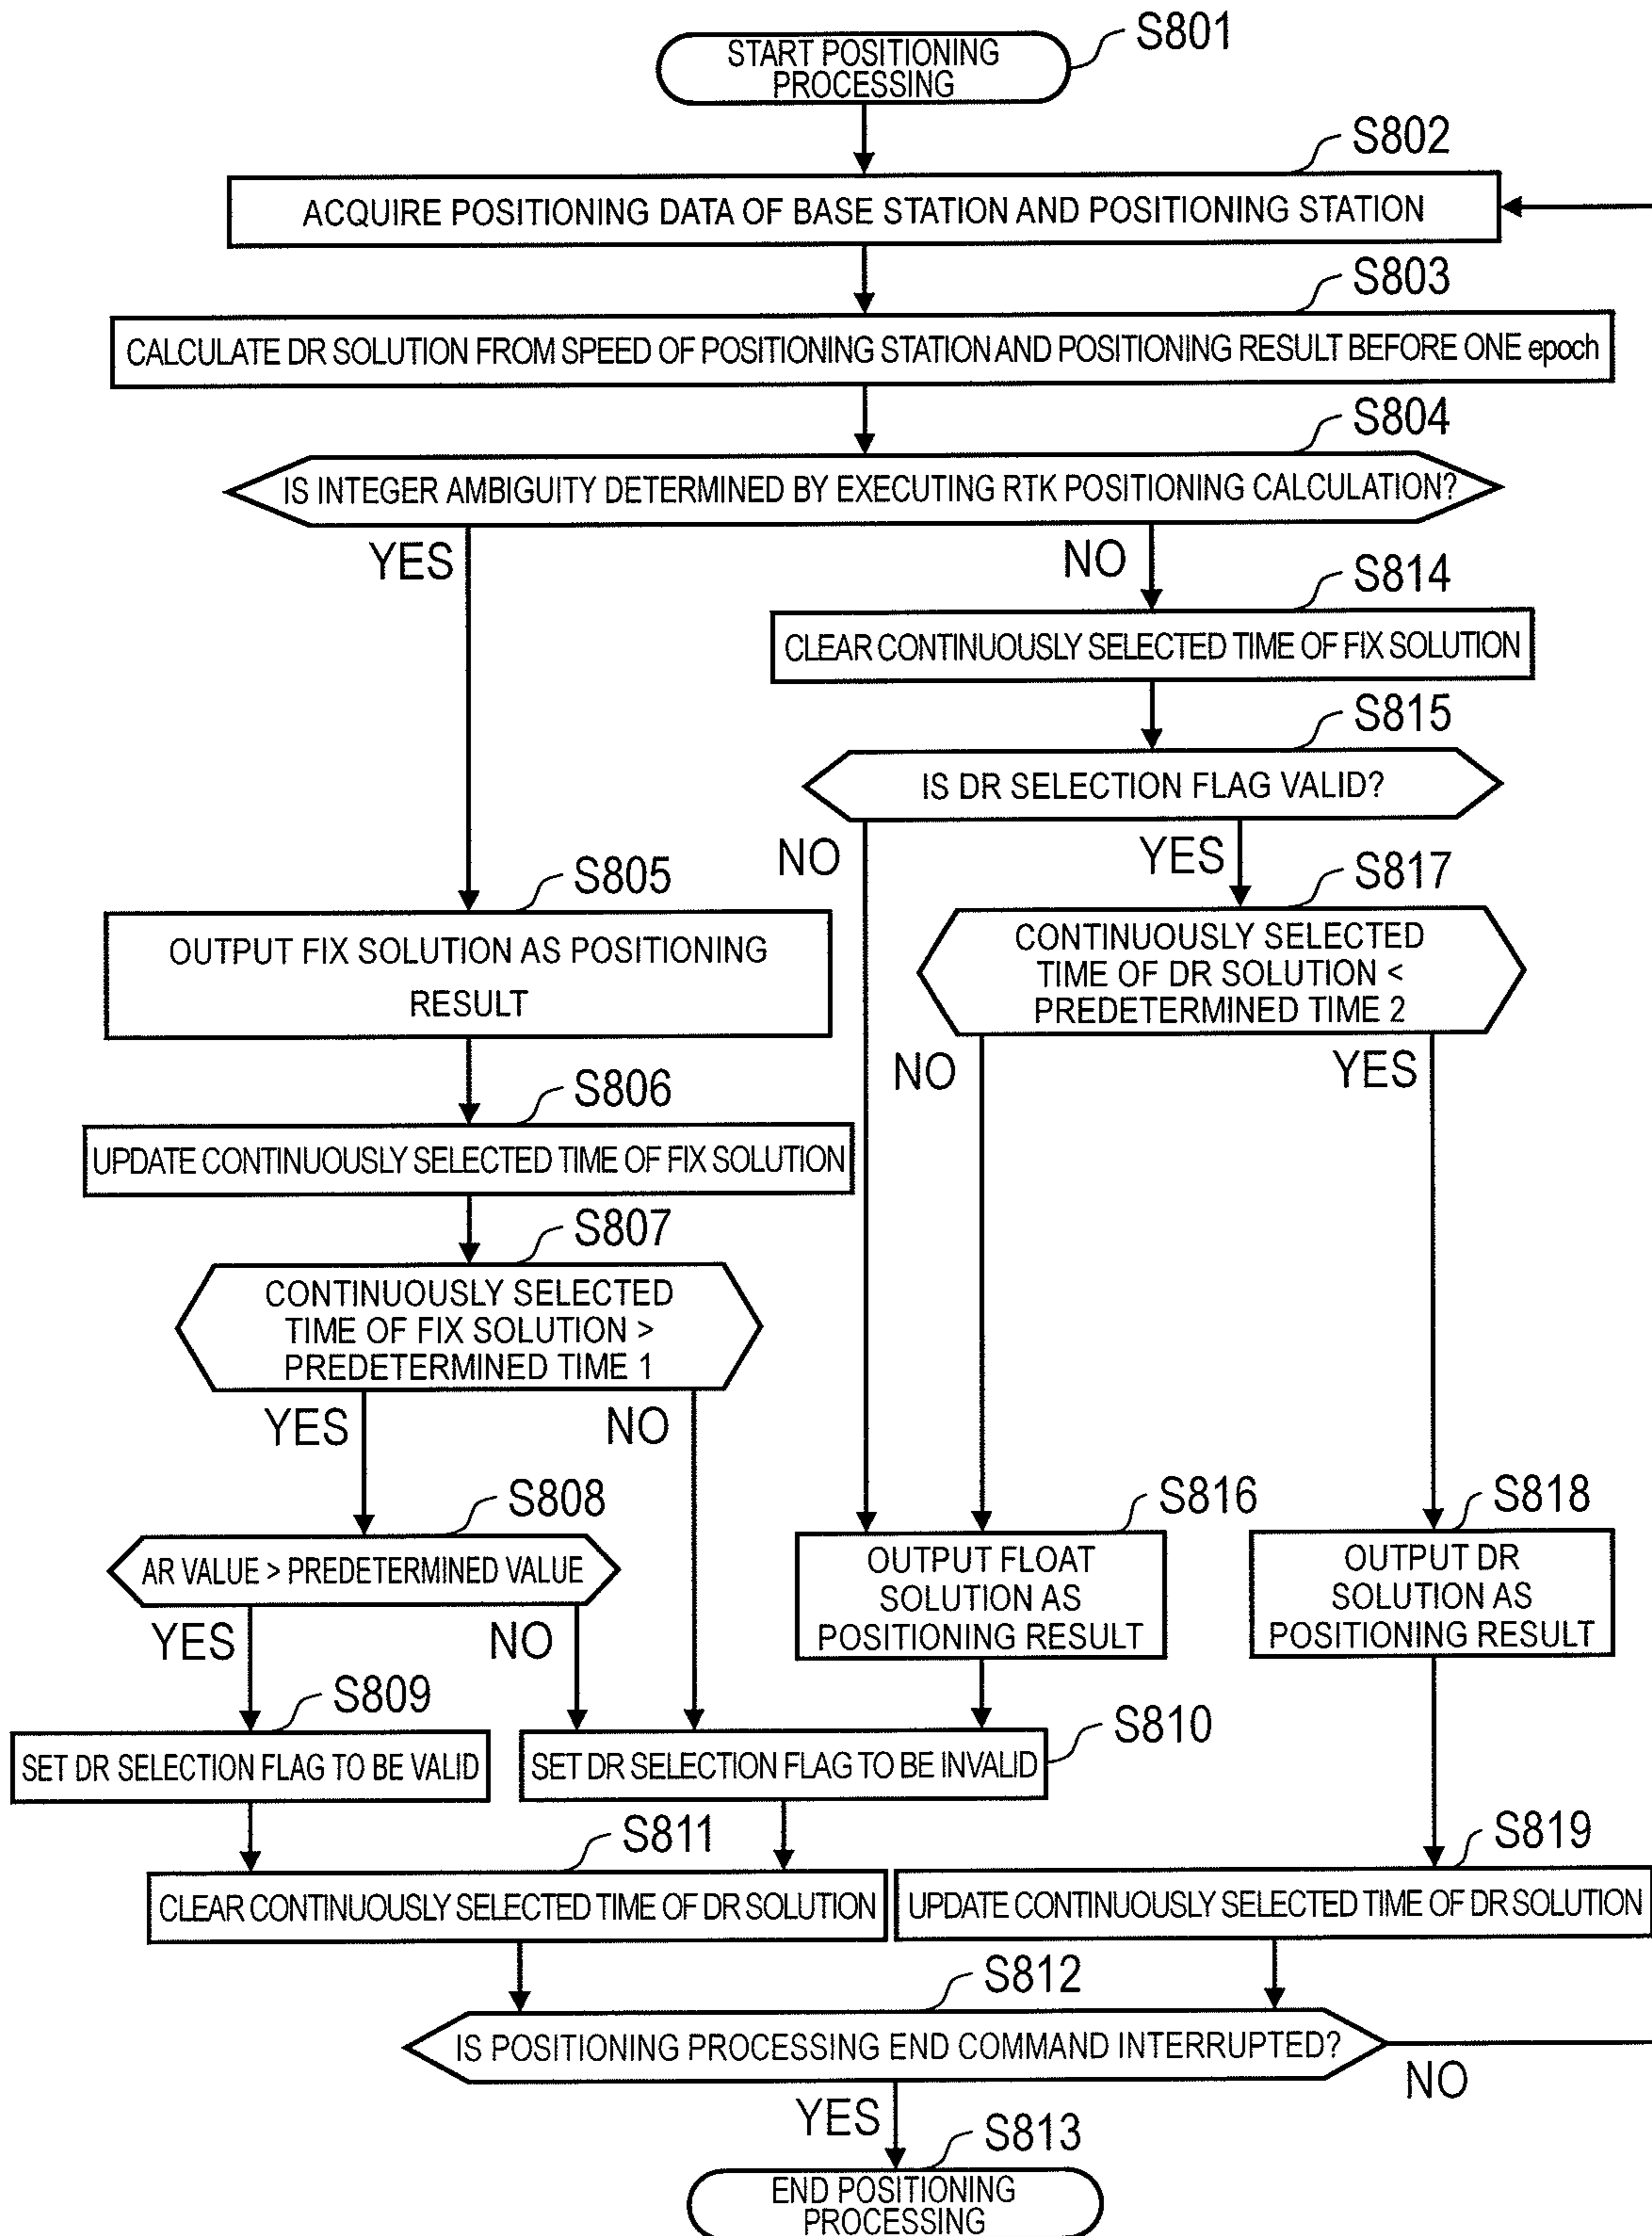 S801
START POSITIONING
PROCESSING
S802
ACQUIRE POSITIONING DATA OF BASE STATION AND POSITIONING STATION
S803
CALCULATE DR SOLUTION FROM SPEED OF POSITIONING STATION AND POSITIONING RESULT BEFORE ONE epoch
S804
IS INTEGER AMBIGUITY DETERMINED BY EXECUTING RTK POSITIONING CALCULATION?
YES
NO
S814
CLEAR CONTINUOUSLY SELECTED TIME OF FIX SOLUTION
S815
IS DR SELECTION FLAG VALID?
NO
YES
S805
OUTPUT FIX SOLUTION AS POSITIONING
RESULT
S817
CONTINUOUSLY SELECTED
TIME OF DR SOLUTION <
PREDETERMINED TIME 2
NO
YES
S806
UPDATE CONTINUOUSLY SELECTED TIME OF FIX SOLUTION
S807
CONTINUOUSLY SELECTED
TIME OF FIX SOLUTION >
PREDETERMINED TIME 1
YES
NO
S808
AR VALUE > PREDETERMINED VALUE
YES
NO
S816
OUTPUT FLOAT
SOLUTION AS
POSITIONING RESULT
S818
OUTPUT DR
SOLUTION AS
POSITIONING RESULT
S809
SET DR SELECTION FLAG TO BE VALID
S810
SET DR SELECTION FLAG TO BE INVALID
S811
CLEAR CONTINUOUSLY SELECTED TIME OF DR SOLUTION
S819
UPDATE CONTINUOUSLY SELECTED TIME OF DR SOLUTION
S812
IS POSITIONING PROCESSING END COMMAND INTERRUPTED?
NO
YES
S813
END POSITIONING
PROCESSING